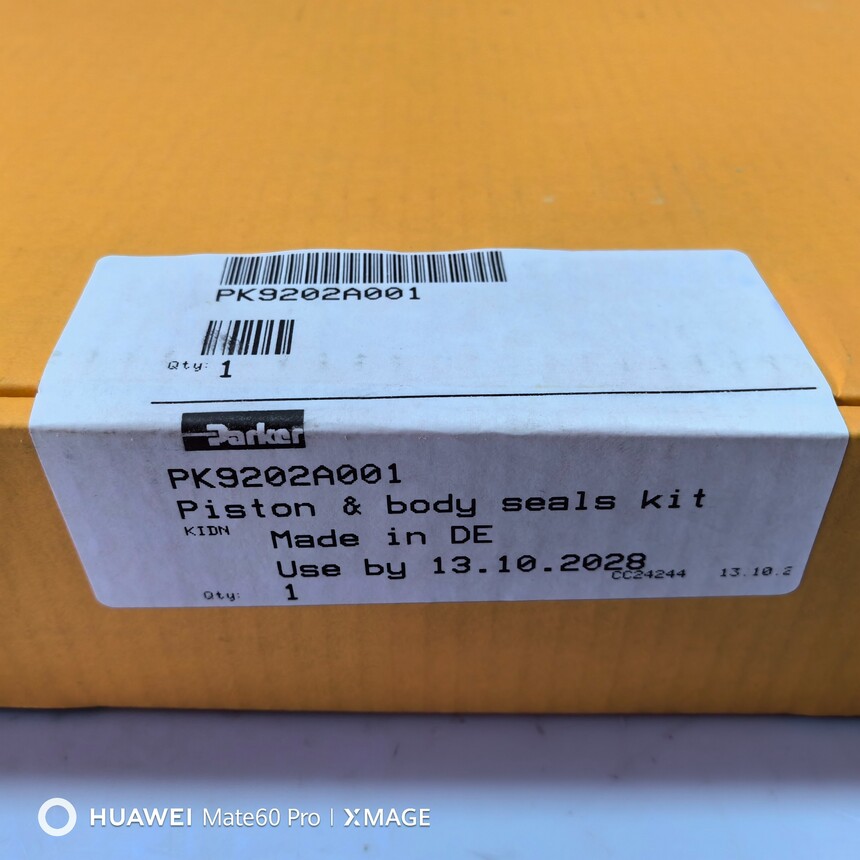 PK9202A001
Qty: 1
Parker
PK9202A001
Piston & body seals kit
KIDN Made in DE
Use by 13.10.2028
CC24244 13.10.2
Qty: 1
HUAWEI Mate60 Pro | XMAGE